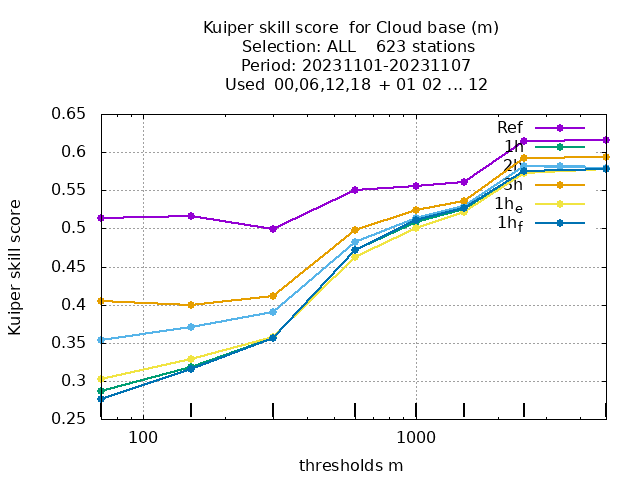 Kuiper skill score  for Cloud base (m)
Selection: ALL    623 stations
Period: 20231101-20231107
Used  00,06,12,18 + 01 02 ... 12
0.65
0.6
0.55
0.5
0.45
0.4
0.35
0.3
0.25
Kuiper skill score
Ref
1h
2h
3h
1he
1hf
100
1000
thresholds m